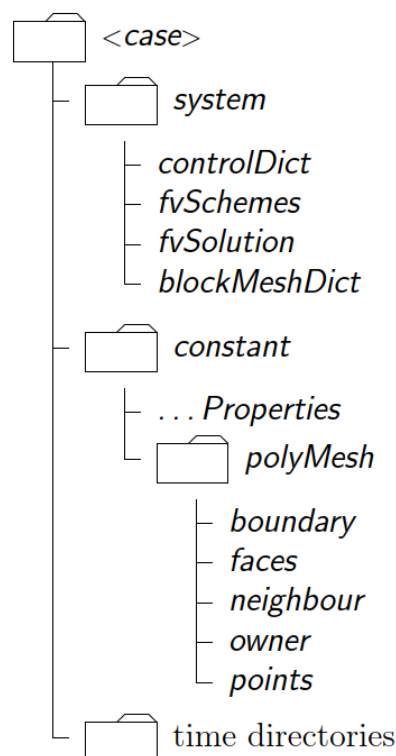 <case>
system
controlDict
fvSchemes
fvSolution
blockMeshDict
constant
...Properties
polyMesh
boundary
faces
neighbour
owner
points
time directories